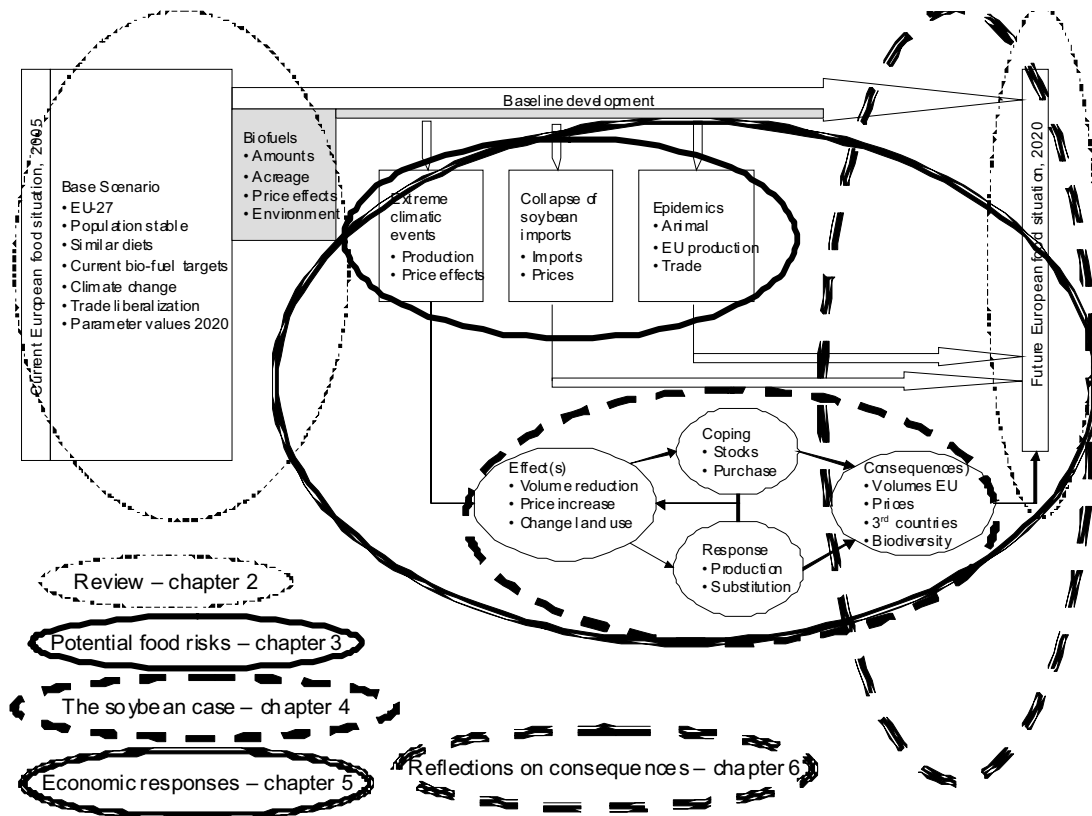 Current European food situation, 2005
Base Scenario
• EU-27
• Population stable
• Similar diets
• Current bio-fuel targets
• Climate change
• Trade liberalization
• Parameter values 2020
Baseline development
Biofuels
• Amounts
• Acreage
• Price effects
• Environment
Extreme
climatic
events
• Production
• Price effects
Collapse of
soybean
imports
• Imports
• Prices
Epidemics
• Animal
• EU production
• Trade
Future European food situation, 2020
Effect(s)
• Volume reduction
• Price increase
• Change land use
Coping
• Stocks
• Purchase
Response
• Production
• Substitution
Consequences
• Volumes EU
• Prices
• 3rd countries
• Biodiversity
Review – chapter 2
Potential food risks – chapter 3
The soybean case – chapter 4
Economic responses – chapter 5
Reflections on consequences – chapter 6